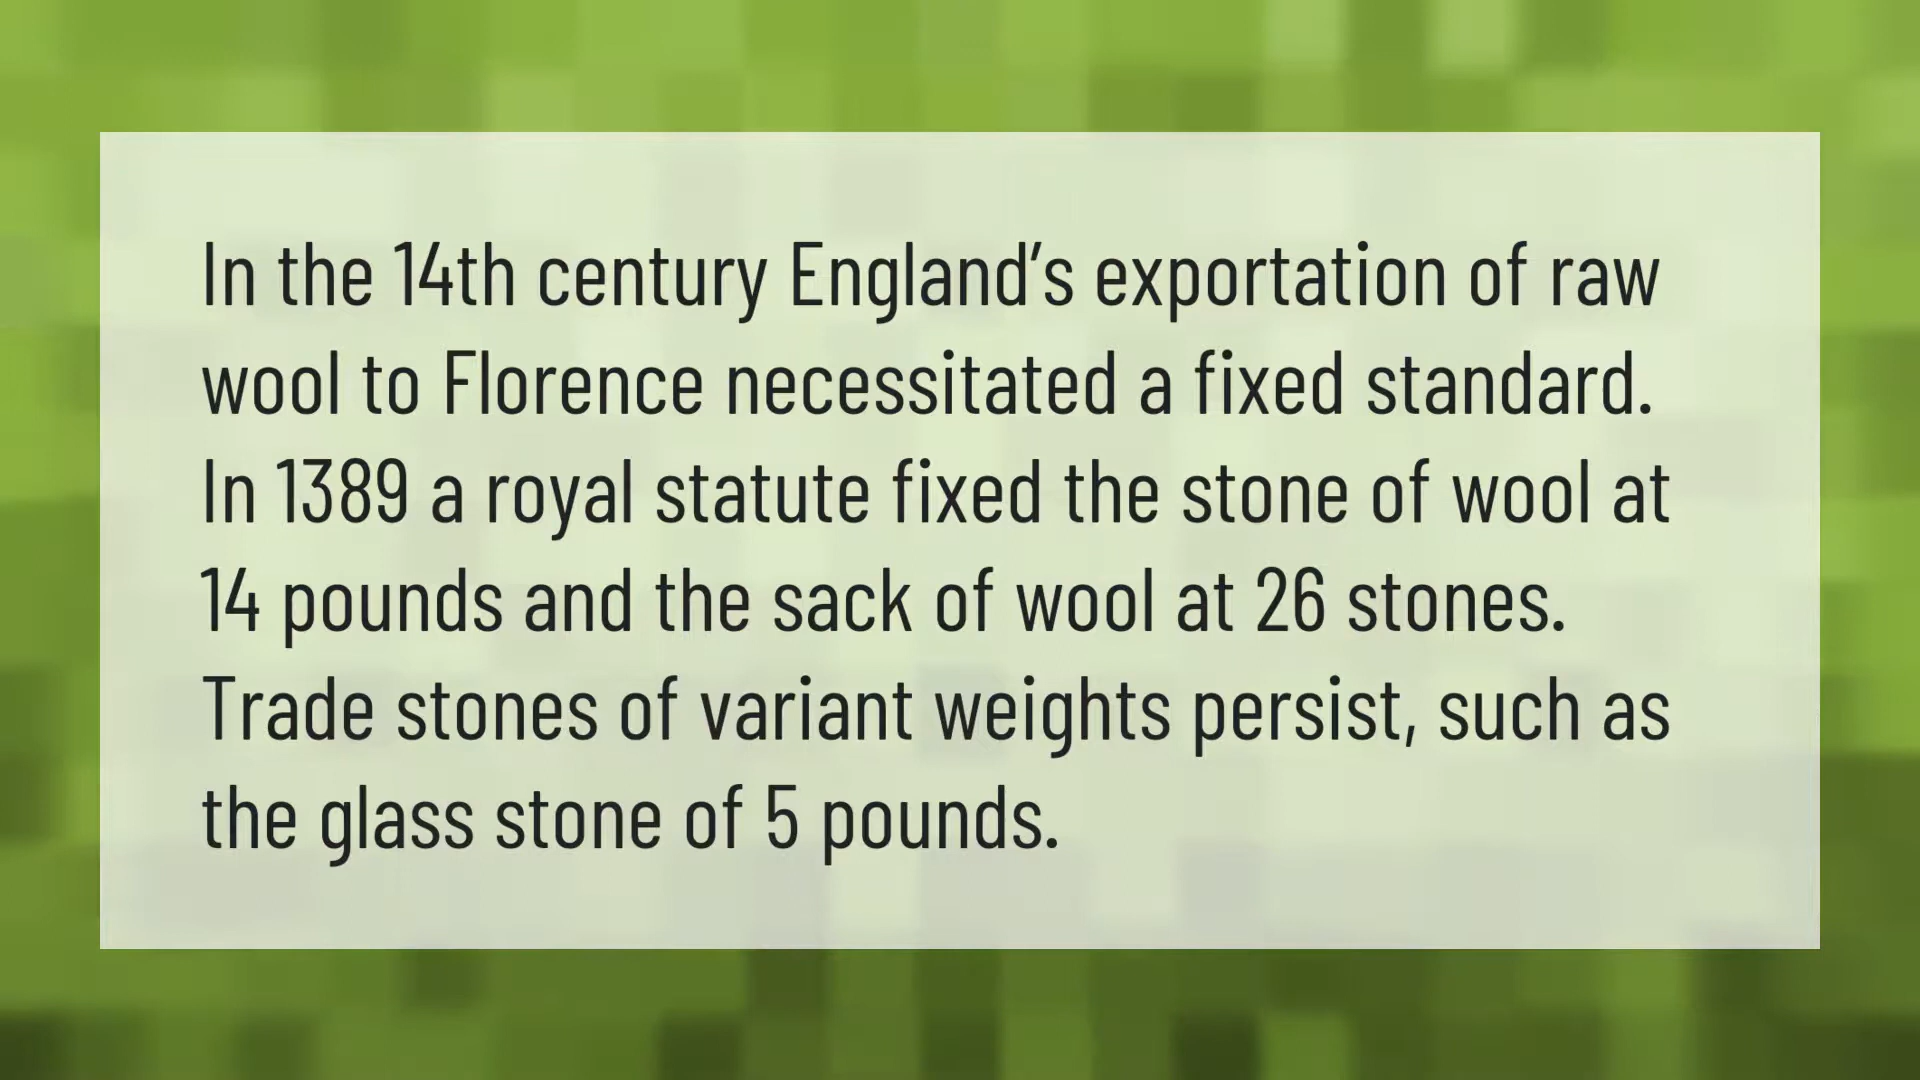 In the 14th century England's exportation of raw
wool to Florence necessitated a fixed standard.
In 1389 a royal statute fixed the stone of wool at
14 pounds and the sack of wool at 26 stones.
Trade stones of variant weights persist, such as
the glass stone of 5 pounds.